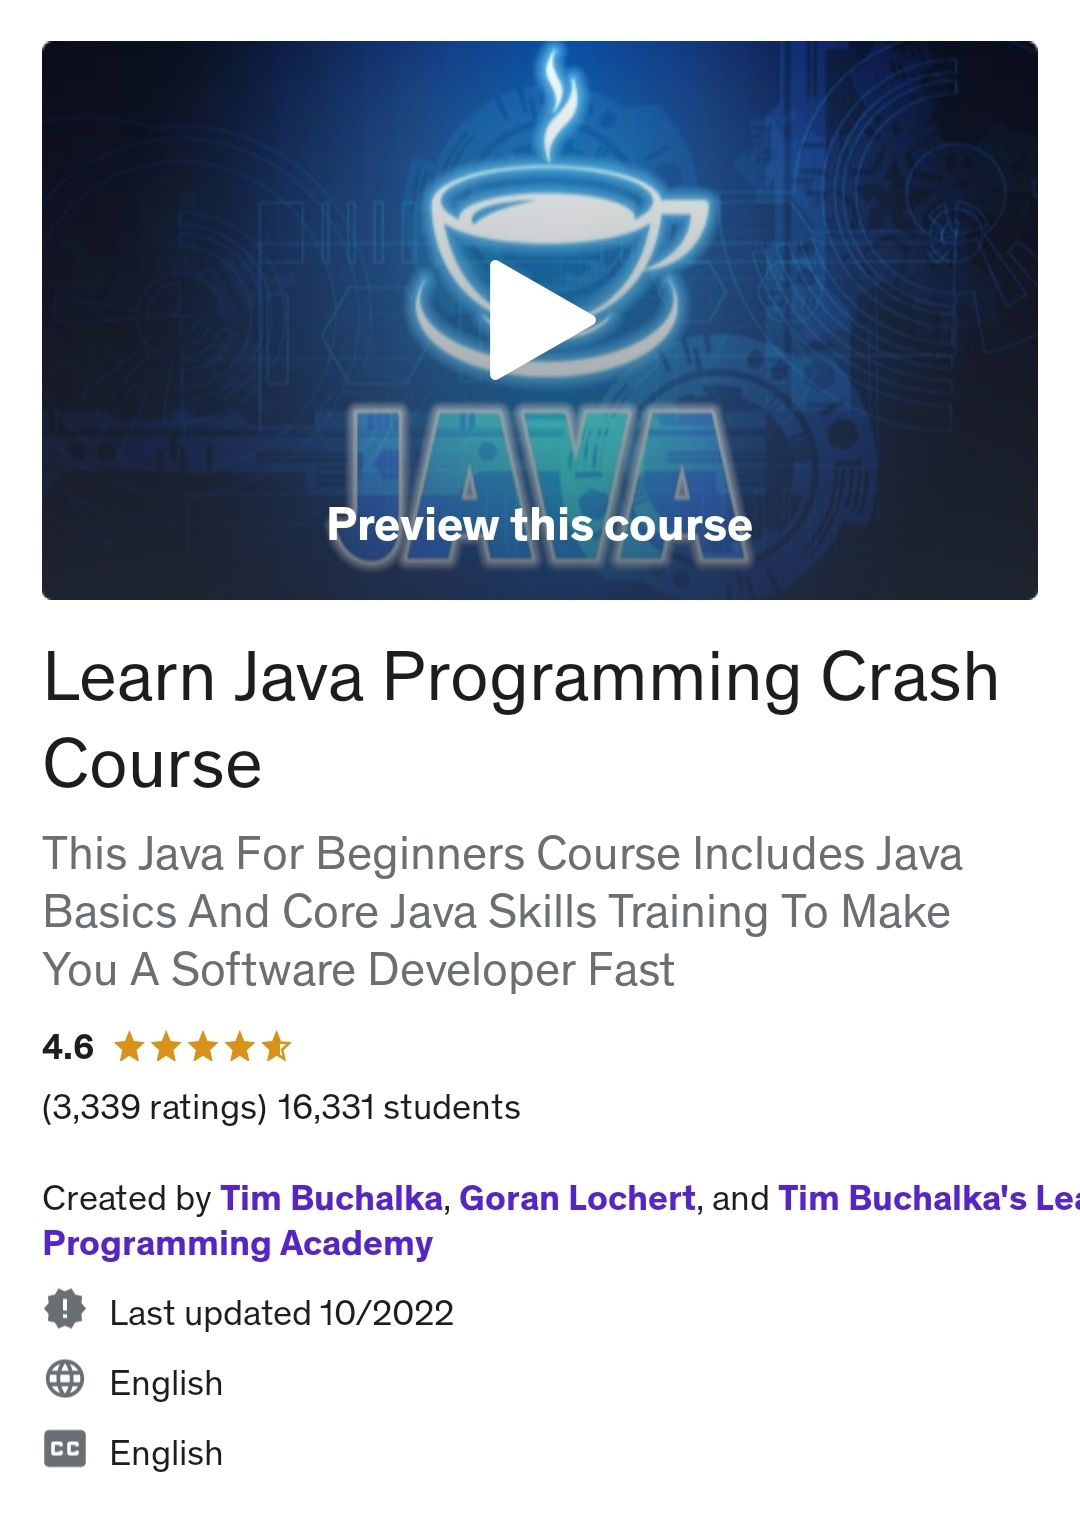 JAVA
Preview this course
Learn Java Programming Crash
Course
This Java For Beginners Course Includes Java
Basics And Core Java Skills Training To Make
You A Software Developer Fast
4.6
(3,339 ratings) 16,331 students
Created by Tim Buchalka, Goran Lochert, and Tim Buchalka's Lea
Programming Academy
Last updated 10/2022
English
CC English